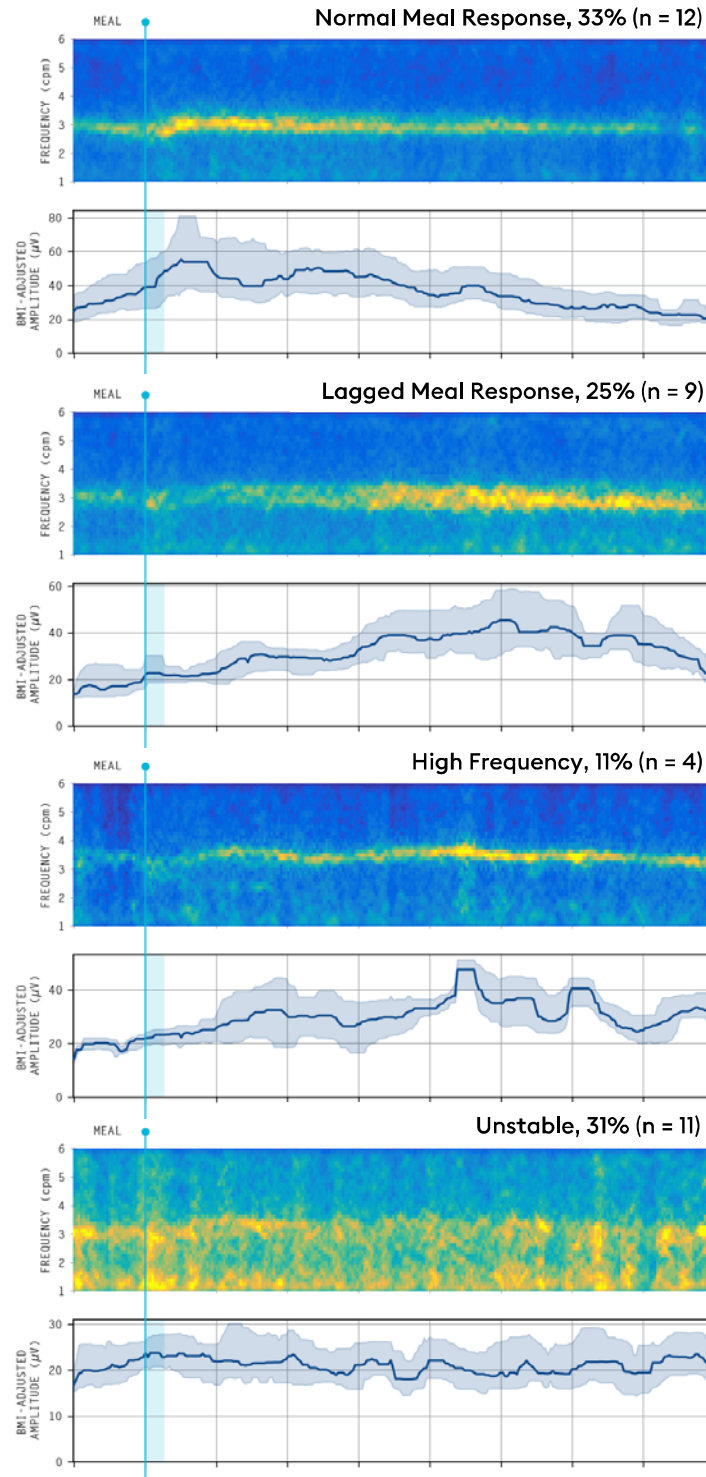 MEAL
Normal Meal Response, 33% (n = 12)
FREQUENCY (cpm)
6
5
4
3
2
1
BMI-ADJUSTED
AMPLITUDE (μV)
80
60
40
20
0
MEAL
Lagged Meal Response, 25% (n = 9)
FREQUENCY (cpm)
6
5
4
3
2
1
BMI-ADJUSTED
AMPLITUDE (μV)
60
40
20
0
MEAL
High Frequency, 11% (n = 4)
FREQUENCY (cpm)
6
5
4
3
2
1
BMI-ADJUSTED
AMPLITUDE (μV)
40
20
0
MEAL
Unstable, 31% (n = 11)
FREQUENCY (cpm)
6
5
4
3
2
1
BMI-ADJUSTED
AMPLITUDE (μV)
30
20
10
0